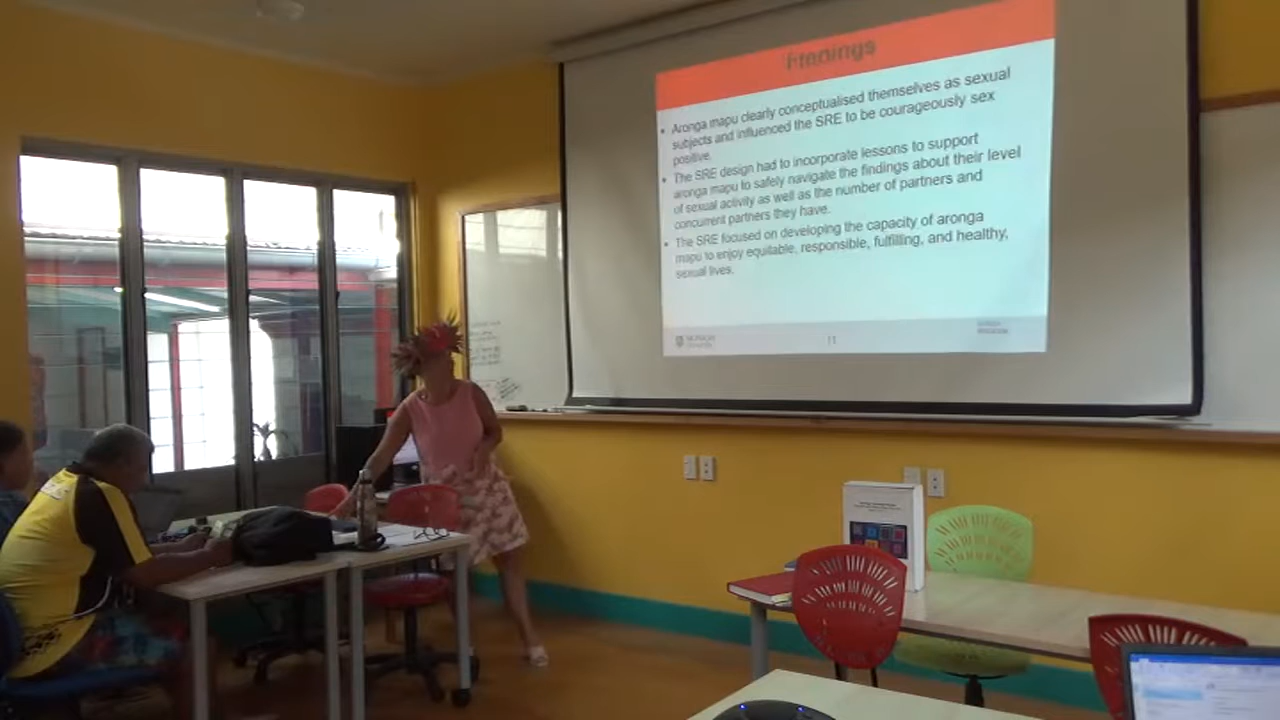 • Aronga mapu clearly conceptualised themselves as sexual
subjects and influenced the SRE to be courageously sex
positive.
• The SRE design had to incorporate lessons to support
aronga mapu to safely navigate the findings about their level
of sexual activity as well as the number of partners and
concurrent partners they have.
• The SRE focused on developing the capacity of aronga
mapu to enjoy equitable, responsible, fulfilling, and healthy,
sexual lives.
11